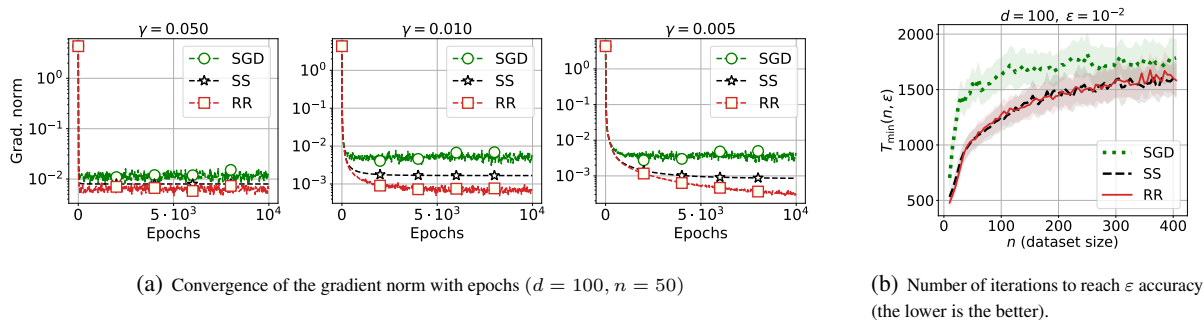 γ = 0.050
Grad. norm
10⁰
10⁻¹
10⁻²
SGD
SS
RR
0
5 · 10³
10⁴
Epochs
γ = 0.010
10⁰
10⁻¹
10⁻²
10⁻³
SGD
SS
RR
0
5 · 10³
10⁴
Epochs
γ = 0.005
10⁰
10⁻¹
10⁻²
10⁻³
SGD
SS
RR
0
5 · 10³
10⁴
Epochs
(a) Convergence of the gradient norm with epochs (d = 100, n = 50)
d = 100, ε = 10⁻²
T_min(n, ε)
2000
1500
1000
500
SGD
SS
RR
0 100 200 300 400
n (dataset size)
(b) Number of iterations to reach ε accuracy
(the lower is the better).